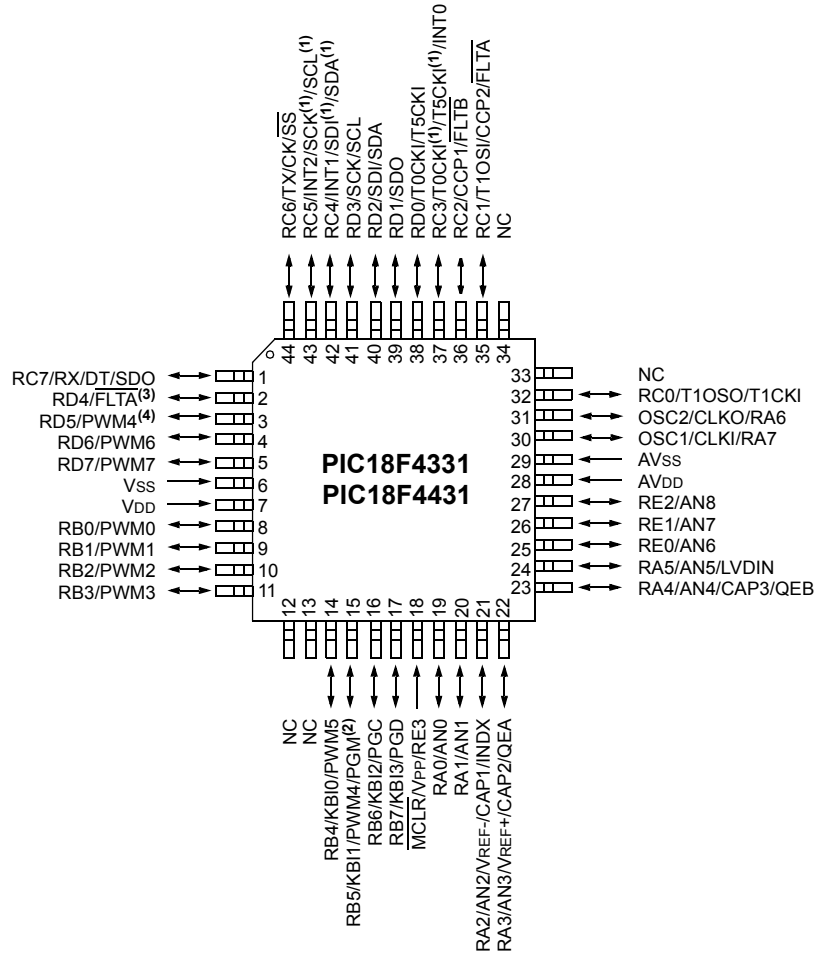 RC6/TX/CK/SS
RC5/INT2/SCK(1)/SCL(1)
RC4/INT1/SDI(1)/SDA(1)
RD3/SCK/SCL
RD2/SDI/SDA
RD1/SDO
RD0/T0CKI/T5CKI
RC3/T0CKI(1)/T5CKI(1)/INT0
RC2/CCP1/FLTB
RC1/T1OSI/CCP2/FLTA
NC
44
43
42
41
40
39
38
37
36
35
34
RC7/RX/DT/SDO
RD4/FLTA(3)
RD5/PWM4(4)
RD6/PWM6
RD7/PWM7
VSS
VDD
RB0/PWM0
RB1/PWM1
RB2/PWM2
RB3/PWM3
1
2
3
4
5
6
7
8
9
10
11
PIC18F4331
PIC18F4431
33
32
31
30
29
28
27
26
25
24
23
NC
RC0/T1OSO/T1CKI
OSC2/CLKO/RA6
OSC1/CLKI/RA7
AVSS
AVDD
RE2/AN8
RE1/AN7
RE0/AN6
RA5/AN5/LVDIN
RA4/AN4/CAP3/QEB
12
13
14
15
16
17
18
19
20
21
22
NC
NC
RB4/KBI0/PWM5
RB5/KBI1/PWM4/PGM(2)
RB6/KBI2/PGC
RB7/KBI3/PGD
MCLR/VPP/RE3
RA0/AN0
RA1/AN1
RA2/AN2/VREF-/CAP1/INDX
RA3/AN3/VREF+/CAP2/QEA